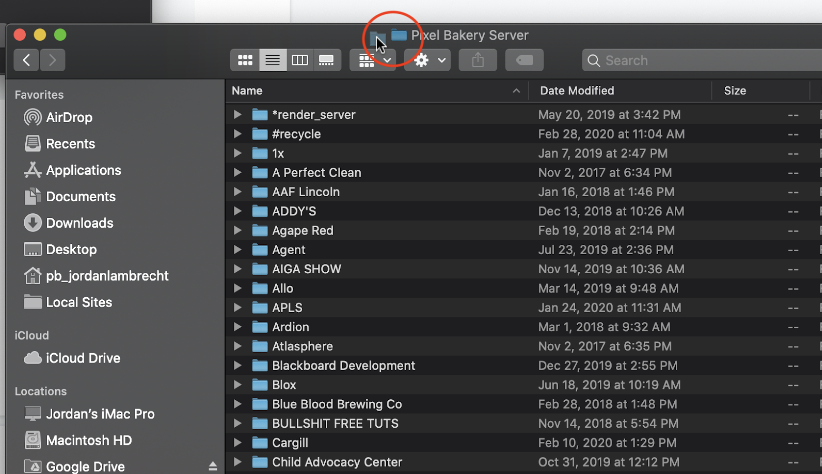 Pixel Bakery Server
Search
Favorites
AirDrop
Recents
Applications
Documents
Downloads
Desktop
pb_jordanlambrecht
Local Sites
iCloud
iCloud Drive
Locations
Jordan's iMac Pro
Macintosh HD
Google Drive
Name Date Modified Size
*render_server May 20, 2019 at 3:42 PM --
#recycle Feb 28, 2020 at 11:04 AM --
1x Jan 7, 2019 at 2:47 PM --
A Perfect Clean Nov 2, 2017 at 6:34 PM --
AAF Lincoln Jan 16, 2018 at 1:46 PM --
ADDY'S Dec 13, 2018 at 10:26 AM --
Agape Red Feb 19, 2018 at 2:14 PM --
Agent Jul 23, 2019 at 2:36 PM --
AIGA SHOW Nov 14, 2019 at 10:36 AM --
Allo Mar 14, 2019 at 9:48 AM --
APLS Jan 24, 2020 at 11:31 AM --
Ardion Mar 1, 2018 at 9:32 AM --
Atlasphere Nov 2, 2017 at 6:35 PM --
Blackboard Development Dec 27, 2019 at 2:55 PM --
Blox Jun 18, 2019 at 10:19 AM --
Blue Blood Brewing Co Feb 28, 2018 at 1:48 PM --
BULLSHIT FREE TUTS Nov 14, 2018 at 5:54 PM --
Cargill Feb 10, 2020 at 1:29 PM --
Child Advocacy Center Oct 31, 2019 at 12:12 PM --